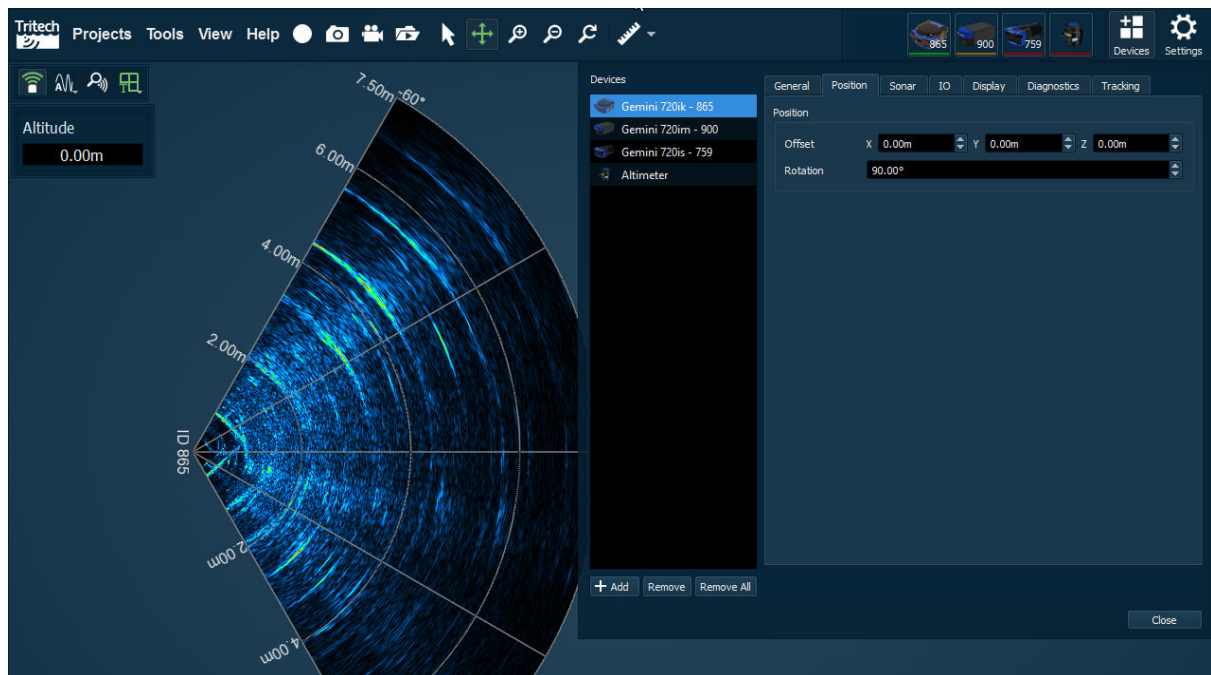 Tritech Projects Tools View Help 865 900 759 Devices Settings
Altitude
0.00m
7.50m -60°
6.00m
4.00m
2.00m
ID 865
2.00m
4.00m
Devices
Gemini 720ik - 865
Gemini 720im - 900
Gemini 720is - 759
Altimeter
+ Add Remove Remove All
General Position Sonar IO Display Diagnostics Tracking
Position
Offset X 0.00m Y 0.00m Z 0.00m
Rotation 90.00°
Close